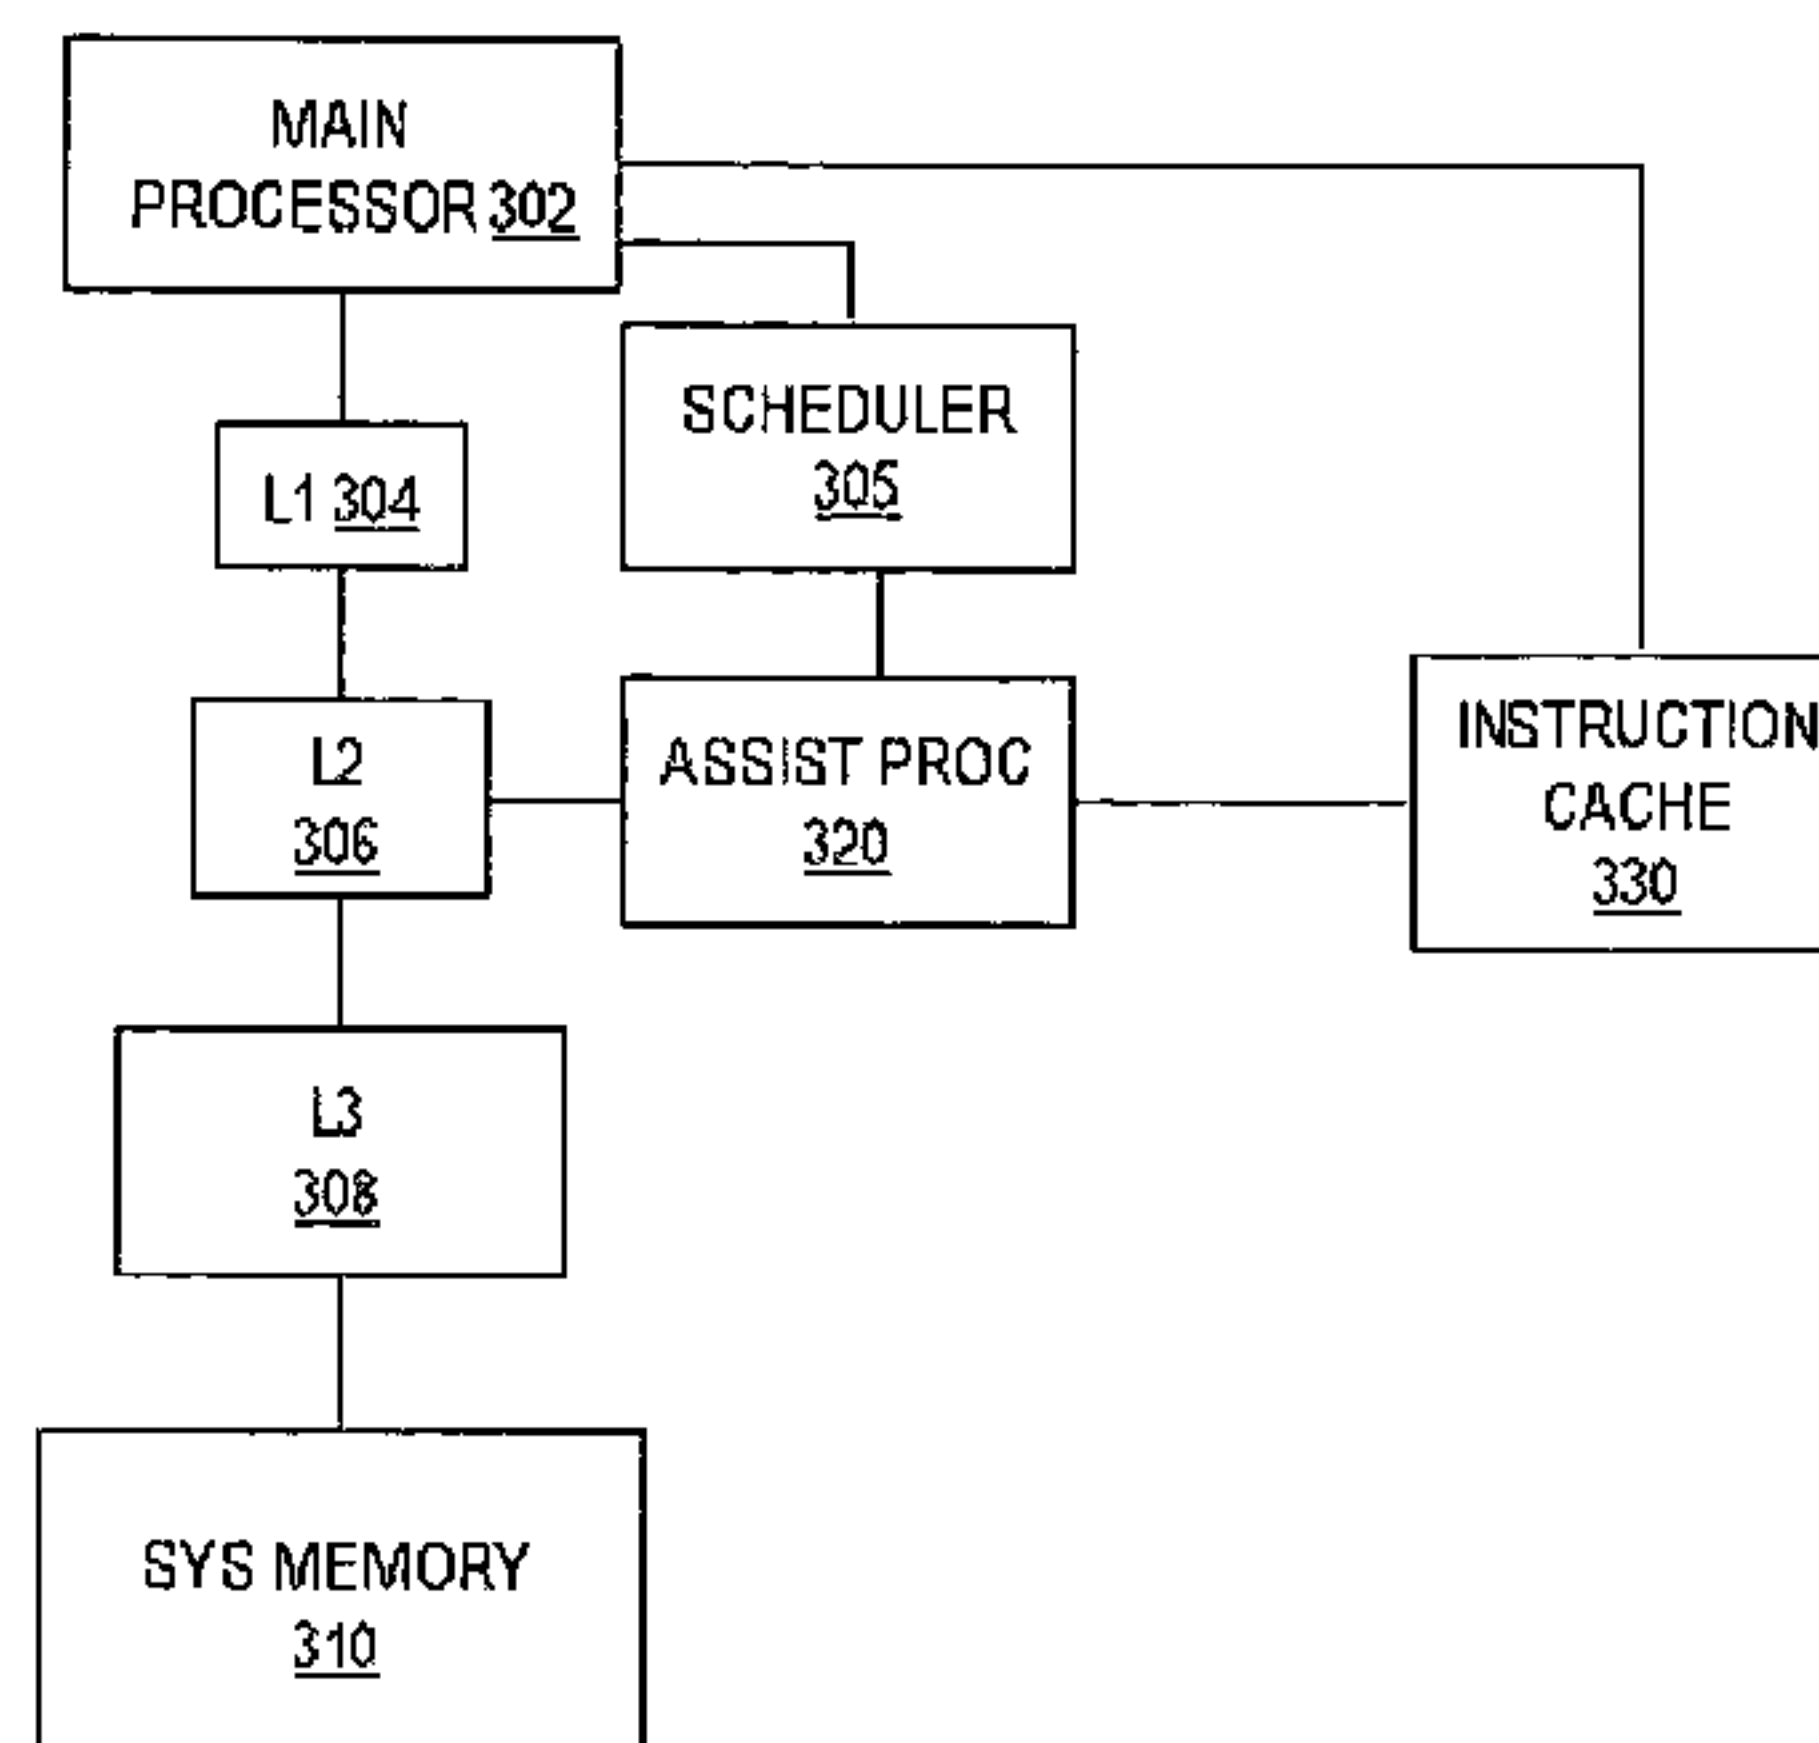 MAIN
PROCESSOR 302
SCHEDULER
305
L1 304
L2
306
ASSIST PROC
320
INSTRUCTION
CACHE
330
L3
308
SYS MEMORY
310